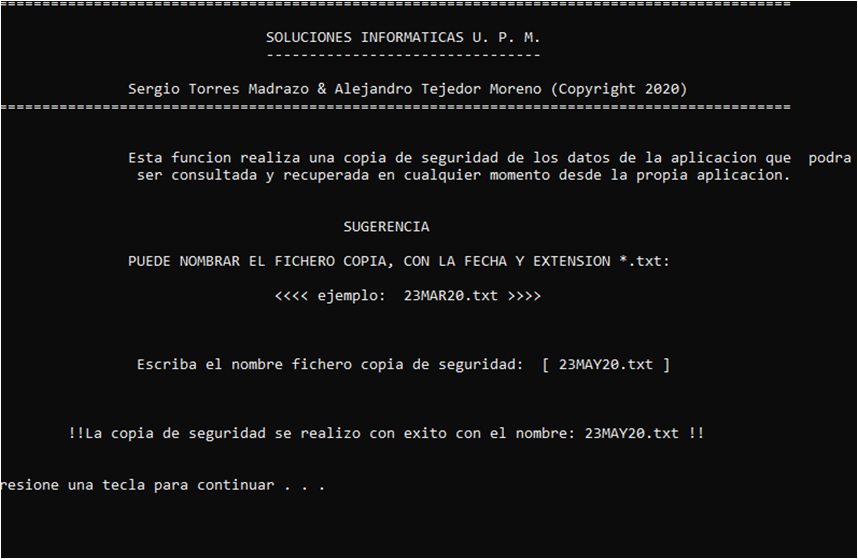 ===========================================================================================
SOLUCIONES INFORMATICAS U. P. M.
--------------------------------
Sergio Torres Madrazo & Alejandro Tejedor Moreno (Copyright 2020)
===========================================================================================
Esta funcion realiza una copia de seguridad de los datos de la aplicacion que  podra
ser consultada y recuperada en cualquier momento desde la propia aplicacion.
SUGERENCIA
PUEDE NOMBRAR EL FICHERO COPIA, CON LA FECHA Y EXTENSION *.txt:
<<<< ejemplo:  23MAR20.txt >>>>
Escriba el nombre fichero copia de seguridad:  [ 23MAY20.txt ]
!!La copia de seguridad se realizo con exito con el nombre: 23MAY20.txt !!
resione una tecla para continuar . . .